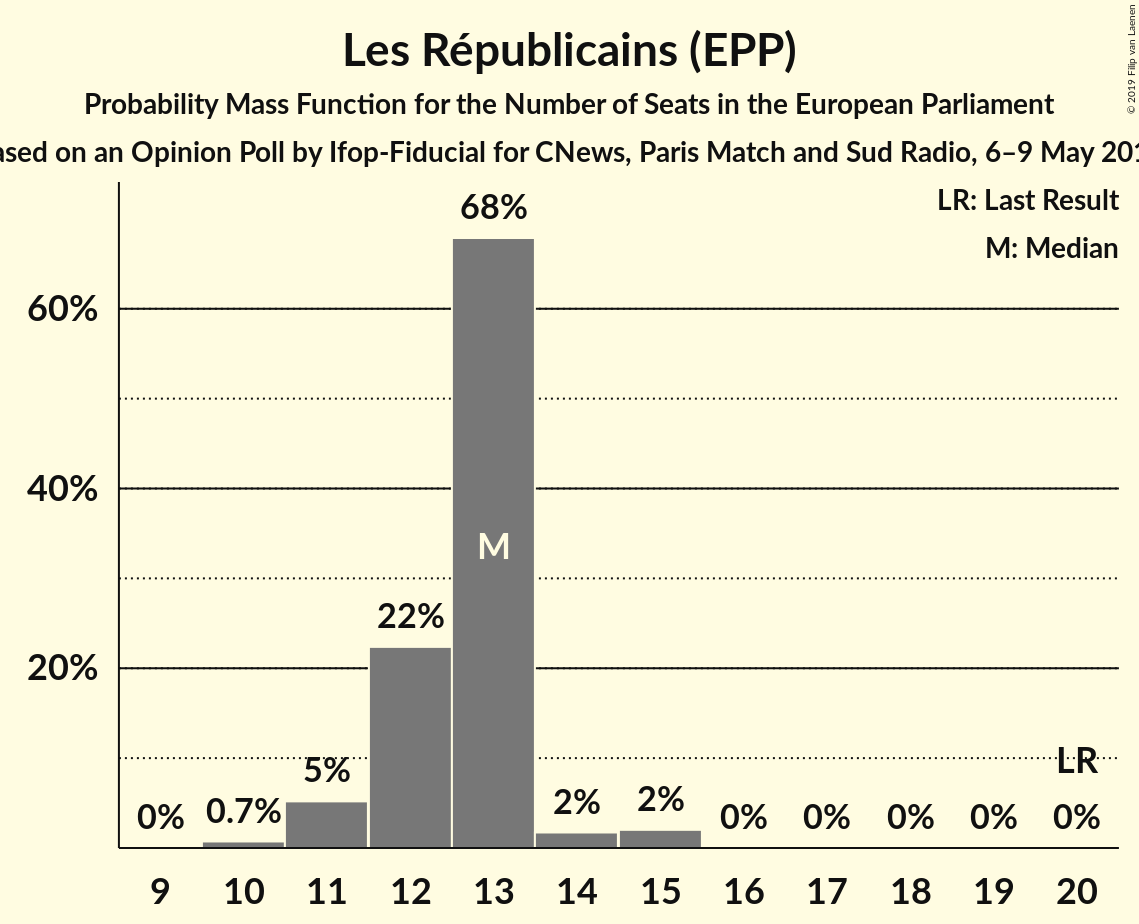 Les Républicains (EPP)
Probability Mass Function for the Number of Seats in the European Parliament
ased on an Opinion Poll by Ifop-Fiducial for CNews, Paris Match and Sud Radio, 6–9 May 201
© 2019 Filip van Laenen
LR: Last Result
M: Median
68%
60%
40%
M
22%
20%
LR
5%
0%
0.7%
2%
2%
0%
0%
0%
0%
0%
9 10 11 12 13 14 15 16 17 18 19 20